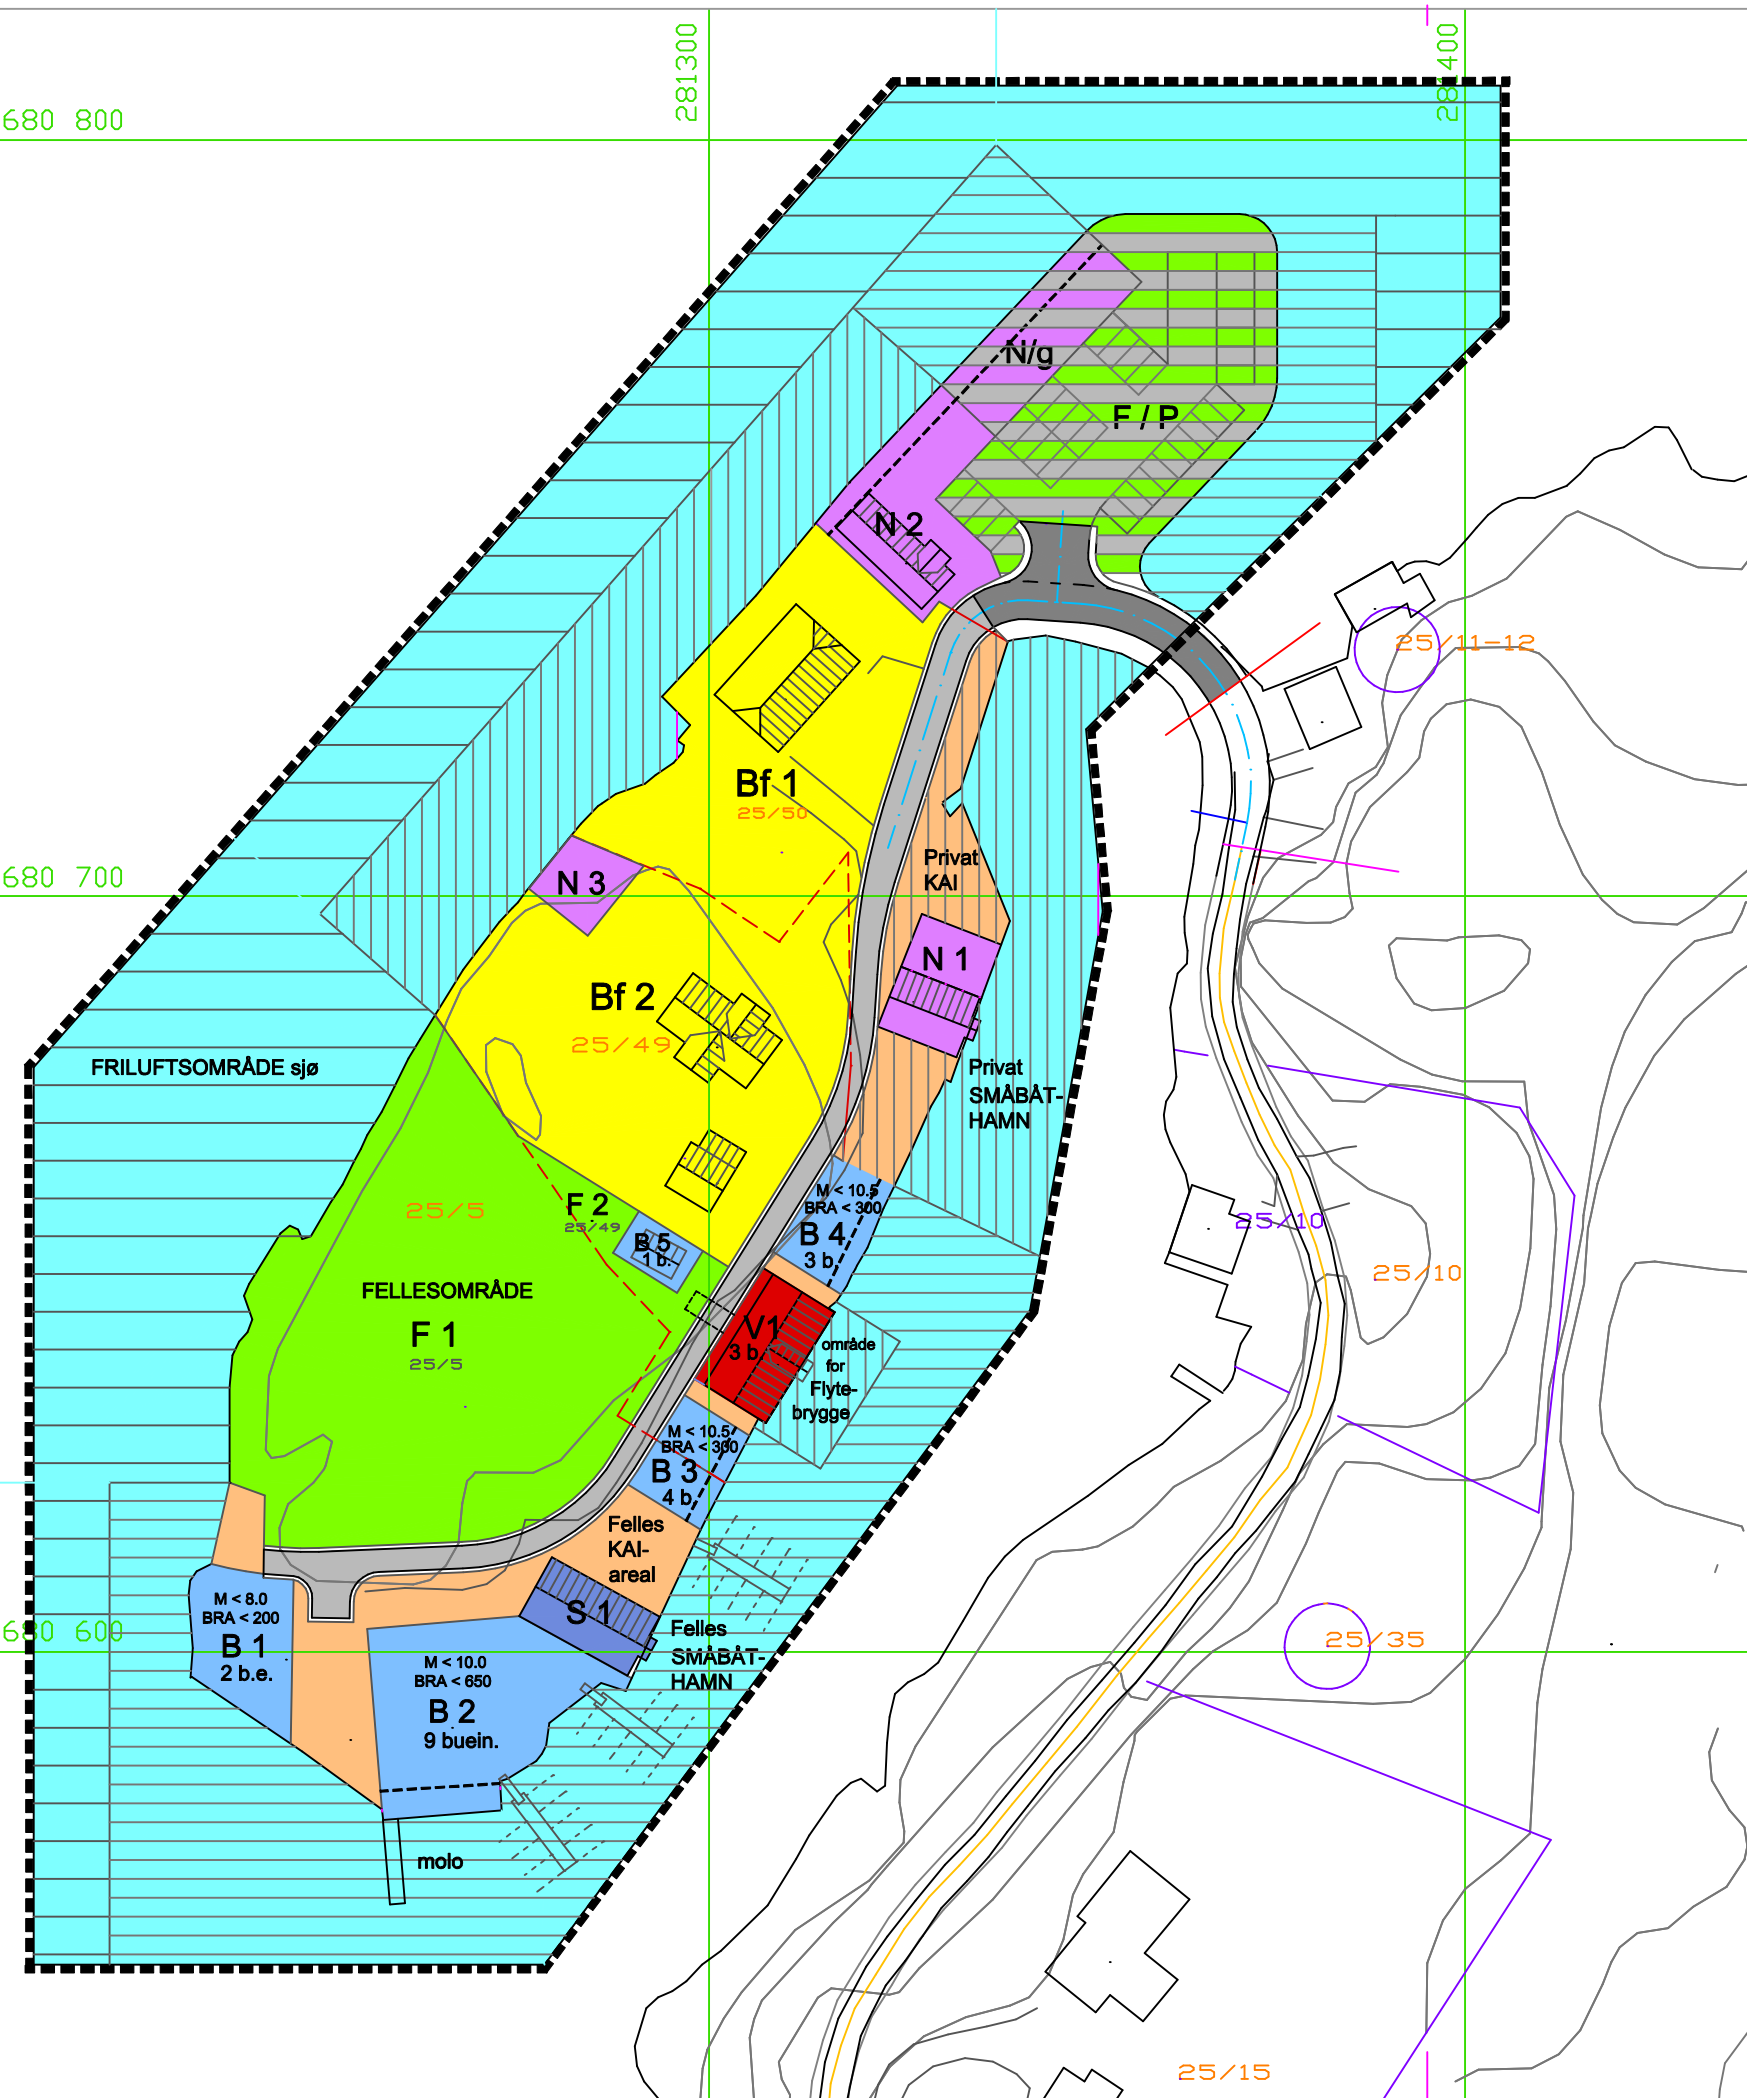 281300
281400
680 800
N/g
F / P
N 2
25/11-12
Bf 1
25/50
Privat
KAI
680 700
N 3
N 1
Bf 2
25/49
FRILUFTSOMRÅDE sjø
Privat
SMÅBÅT-
HAMN
M < 10.5
BRA < 300
B 4
3 b.
25/5
F 2
25/49
B 5
1 b.
25/10
25/10
FELLESOMRÅDE
F 1
25/5
V1
3 b.
område
for
Flyte-
brygge
M < 10.5
BRA < 300
B 3
4 b.
Felles
KAI-
areal
M < 8.0
BRA < 200
B 1
2 b.e.
680 600
S 1
Felles
SMÅBÅT-
HAMN
25/35
M < 10.0
BRA < 650
B 2
9 buein.
molo
25/15